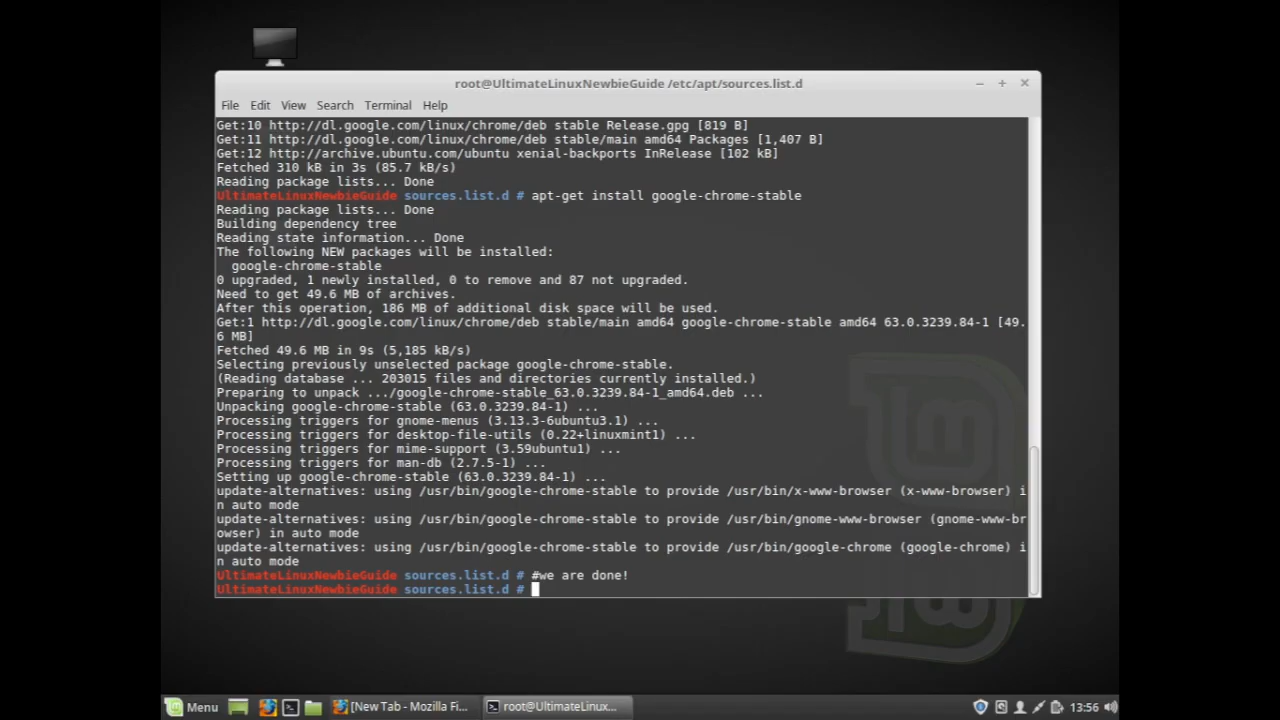 root@UltimateLinuxNewbieGuide /etc/apt/sources.list.d
File Edit View Search Terminal Help
Get:10 http://dl.google.com/linux/chrome/deb stable Release.gpg [819 B]
Get:11 http://dl.google.com/linux/chrome/deb stable/main amd64 Packages [1,407 B]
Get:12 http://archive.ubuntu.com/ubuntu xenial-backports InRelease [102 kB]
Fetched 310 kB in 3s (85.7 kB/s)
Reading package lists... Done
UltimateLinuxNewbieGuide sources.list.d # apt-get install google-chrome-stable
Reading package lists... Done
Building dependency tree
Reading state information... Done
The following NEW packages will be installed:
google-chrome-stable
0 upgraded, 1 newly installed, 0 to remove and 87 not upgraded.
Need to get 49.6 MB of archives.
After this operation, 186 MB of additional disk space will be used.
Get:1 http://dl.google.com/linux/chrome/deb stable/main amd64 google-chrome-stable amd64 63.0.3239.84-1 [49.
6 MB]
Fetched 49.6 MB in 9s (5,185 kB/s)
Selecting previously unselected package google-chrome-stable.
(Reading database ... 203015 files and directories currently installed.)
Preparing to unpack .../google-chrome-stable_63.0.3239.84-1_amd64.deb ...
Unpacking google-chrome-stable (63.0.3239.84-1) ...
Processing triggers for gnome-menus (3.13.3-6ubuntu3.1) ...
Processing triggers for desktop-file-utils (0.22+linuxmint1) ...
Processing triggers for mime-support (3.59ubuntu1) ...
Processing triggers for man-db (2.7.5-1) ...
Setting up google-chrome-stable (63.0.3239.84-1) ...
update-alternatives: using /usr/bin/google-chrome-stable to provide /usr/bin/x-www-browser (x-www-browser) i
n auto mode
update-alternatives: using /usr/bin/google-chrome-stable to provide /usr/bin/gnome-www-browser (gnome-www-br
owser) in auto mode
update-alternatives: using /usr/bin/google-chrome-stable to provide /usr/bin/google-chrome (google-chrome) i
n auto mode
UltimateLinuxNewbieGuide sources.list.d # #we are done!
UltimateLinuxNewbieGuide sources.list.d #
Menu [New Tab - Mozilla Fi... root@UltimateLinux... 13:56